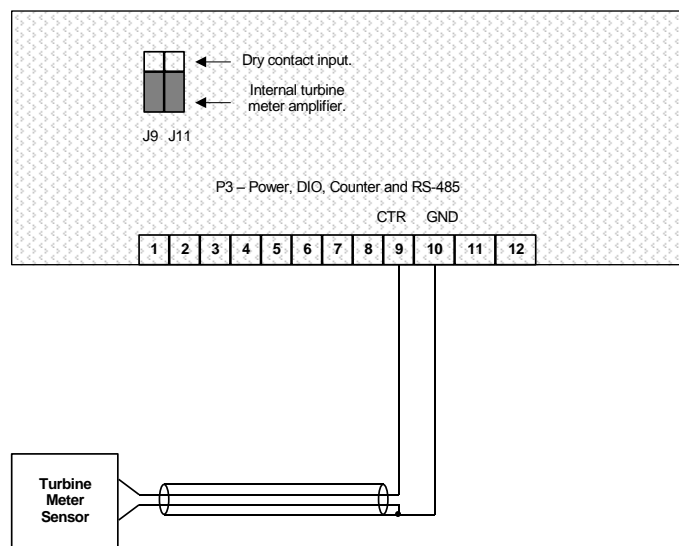 Dry contact input.
Internal turbine
meter amplifier.
J9 J11
P3 – Power, DIO, Counter and RS-485
CTR GND
1 2 3 4 5 6 7 8 9 10 11 12
Turbine
Meter
Sensor